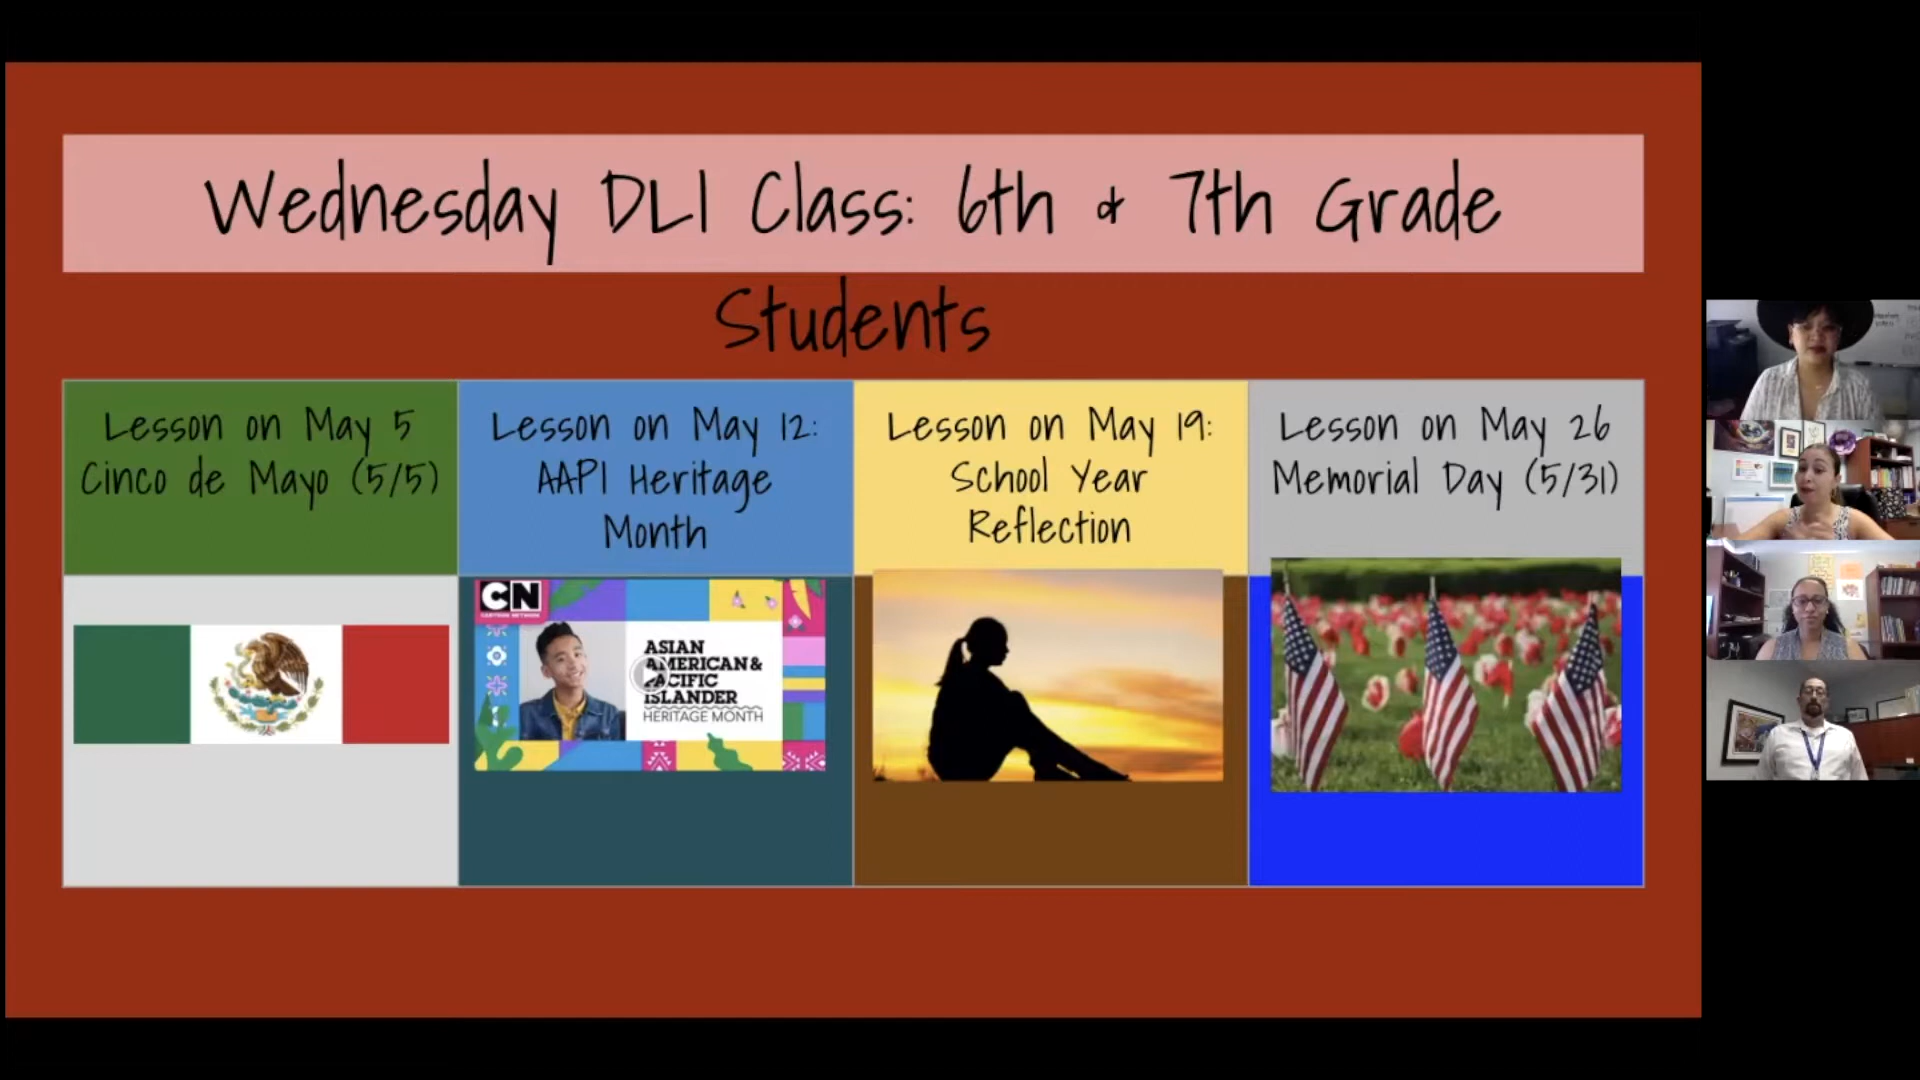 Wednesday DLI Class: 6th & 7th Grade
Students
Lesson on May 5
Cinco de Mayo (5/5)
Lesson on May 12:
AAPI Heritage
Month
Lesson on May 19:
School Year
Reflection
Lesson on May 26
Memorial Day (5/31)
CN
CARTOON NETWORK
ASIAN
AMERICAN &
PACIFIC
ISLANDER
HERITAGE MONTH